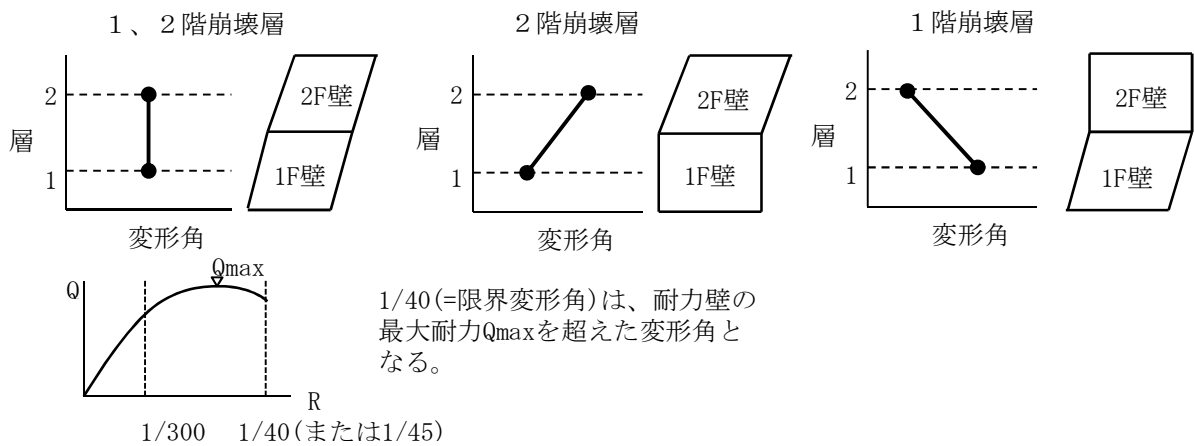 １、２階崩壊層
2
層
1
変形角
2F壁
1F壁
２階崩壊層
2
層
1
変形角
2F壁
1F壁
１階崩壊層
2
層
1
変形角
2F壁
1F壁
Qmax
Q
R
1/300
1/40(または1/45)
1/40(=限界変形角)は、耐力壁の
最大耐力Qmaxを超えた変形角と
なる。